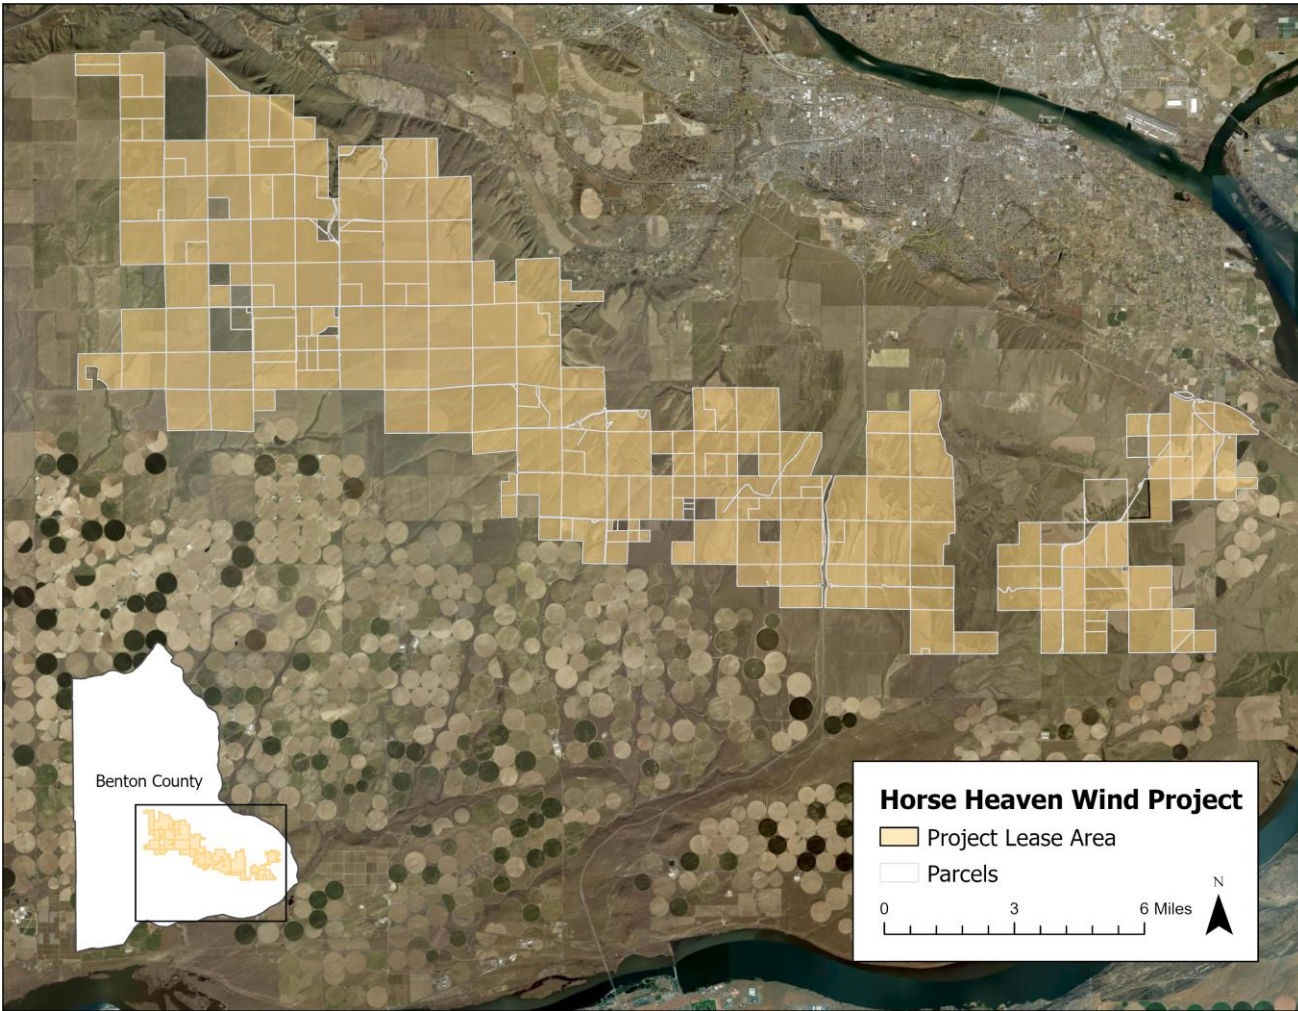 Benton County
Horse Heaven Wind Project
Project Lease Area
Parcels
N
0 3 6 Miles